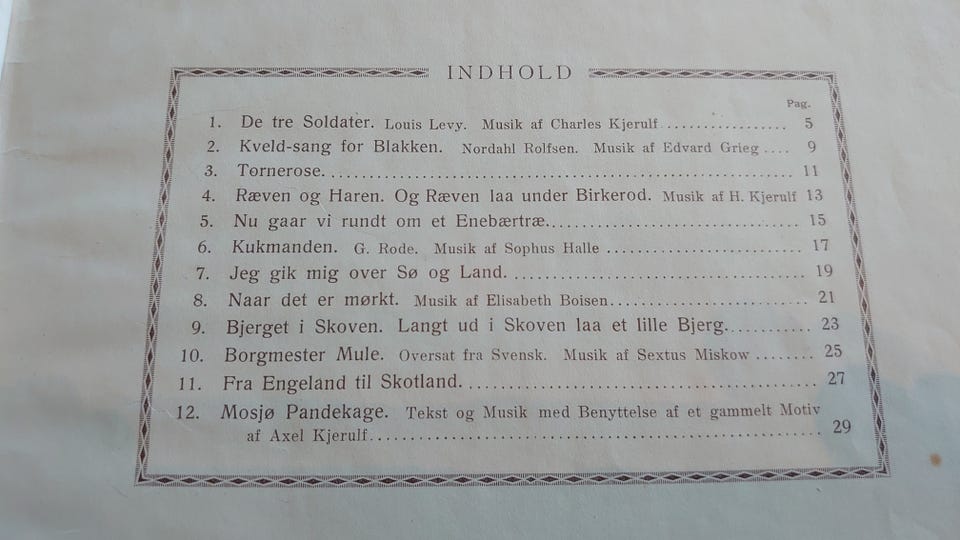 INDHOLD
Pag.
1. De tre Soldater. Louis Levy. Musik af Charles Kjerulf ................. 5
2. Kveld-sang for Blakken. Nordahl Rolfsen. Musik af Edvard Grieg .... 9
3. Tornerose. ................................................................ 11
4. Ræven og Haren. Og Ræven laa under Birkerod. Musik af H. Kjerulf 13
5. Nu gaar vi rundt om et Enebærtræ................................... 15
6. Kukmanden. G. Rode. Musik af Sophus Halle ........................ 17
7. Jeg gik mig over Sø og Land. ......................................... 19
8. Naar det er mørkt. Musik af Elisabeth Boisen........................ 21
9. Bjerget i Skoven. Langt ud i Skoven laa et lille Bjerg............ 23
10. Borgmester Mule. Oversat fra Svensk. Musik af Sextus Miskow ........ 25
11. Fra Engeland til Skotland. ............................................. 27
12. Mosjø Pandekage. Tekst og Musik med Benyttelse af et gammelt Motiv
af Axel Kjerulf........................................................ 29